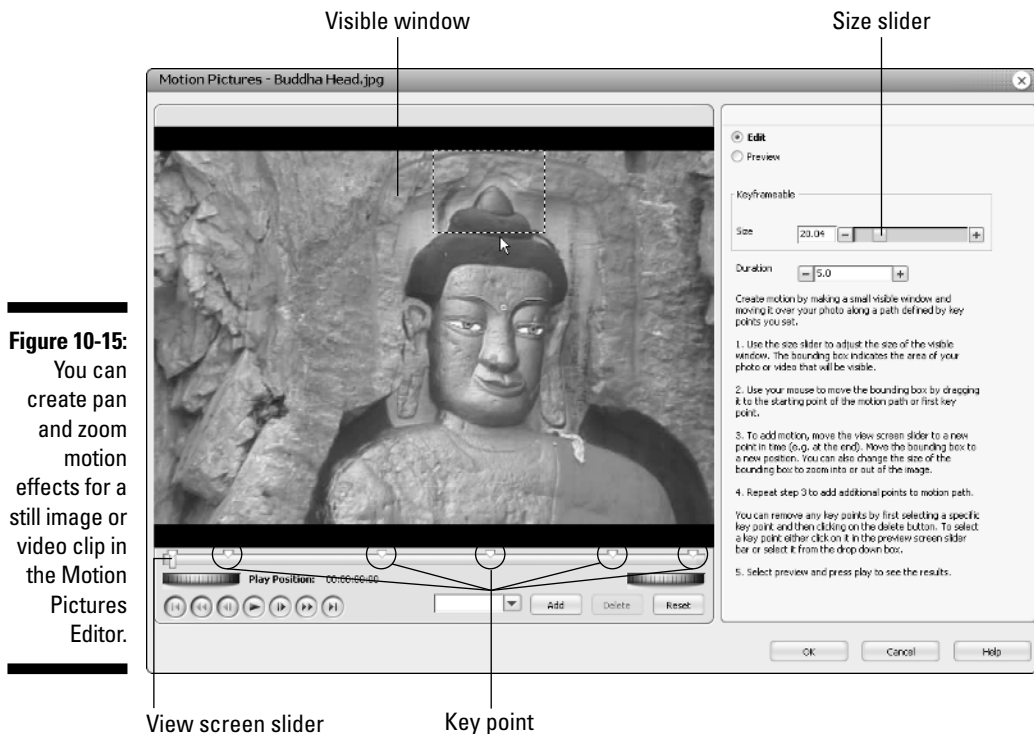 Visible window
Size slider
Motion Pictures - Buddha Head.jpg
Edit
Preview
Keyframeable
Size 20.04
Duration 5.0
Create motion by making a small visible window and
moving it over your photo along a path defined by key
points you set.
1. Use the size slider to adjust the size of the visible
window. The bounding box indicates the area of your
photo or video that will be visible.
2. Use your mouse to move the bounding box by dragging
it to the starting point of the motion path or first key
point.
3. To add motion, move the view screen slider to a new
point in time (e.g. at the end). Move the bounding box to
a new position. You can also change the size of the
bounding box to zoom into or out of the image.
4. Repeat step 3 to add additional points to motion path.
You can remove any key points by first selecting a specific
key point and then clicking on the delete button. To select
a key point either click on it in the preview screen slider
bar or select it from the drop down box.
5. Select preview and press play to see the results.
Play Position: 00:00:00:00
Add
Delete
Reset
OK
Cancel
Help
Figure 10-15:
You can
create pan
and zoom
motion
effects for a
still image or
video clip in
the Motion
Pictures
Editor.
View screen slider
Key point